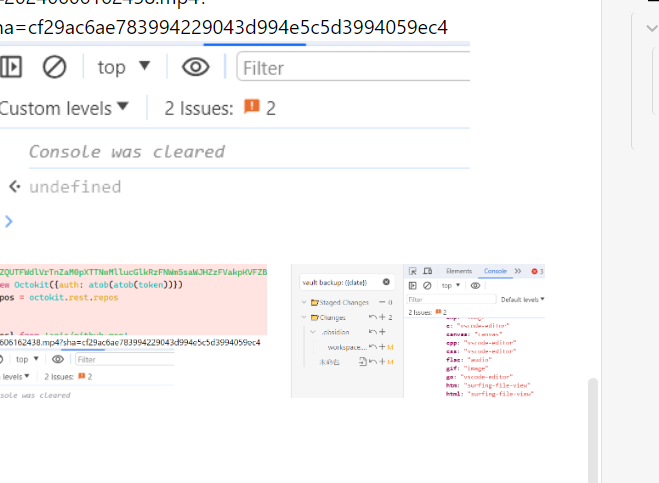 sha=cf29ac6ae783994229043d994e5c5d3994059ec4
top ▼ Filter
Custom levels ▼ 2 Issues: 2
Console was cleared
undefined
new Octokit({auth: atob(atob(token))})
pos = octokit.rest.repos
606162438.mp4?sha=cf29ac6ae783994229043d994e5c5d3994059ec4
top ▼ Filter
levels ▼ 2 Issues: 2
sole was cleared
vault backup: {{date}}
Staged Changes 0
Changes 2
.obsidian
workspace.... M
未命名 M
Elements Console 3
top ▼
Filter Default levels ▼
2 Issues: 2
c: "vscode-editor"
canvas: "canvas"
cpp: "vscode-editor"
css: "vscode-editor"
flac: "audio"
gif: "image"
go: "vscode-editor"
htm: "surfing-file-view"
html: "surfing-file-view"